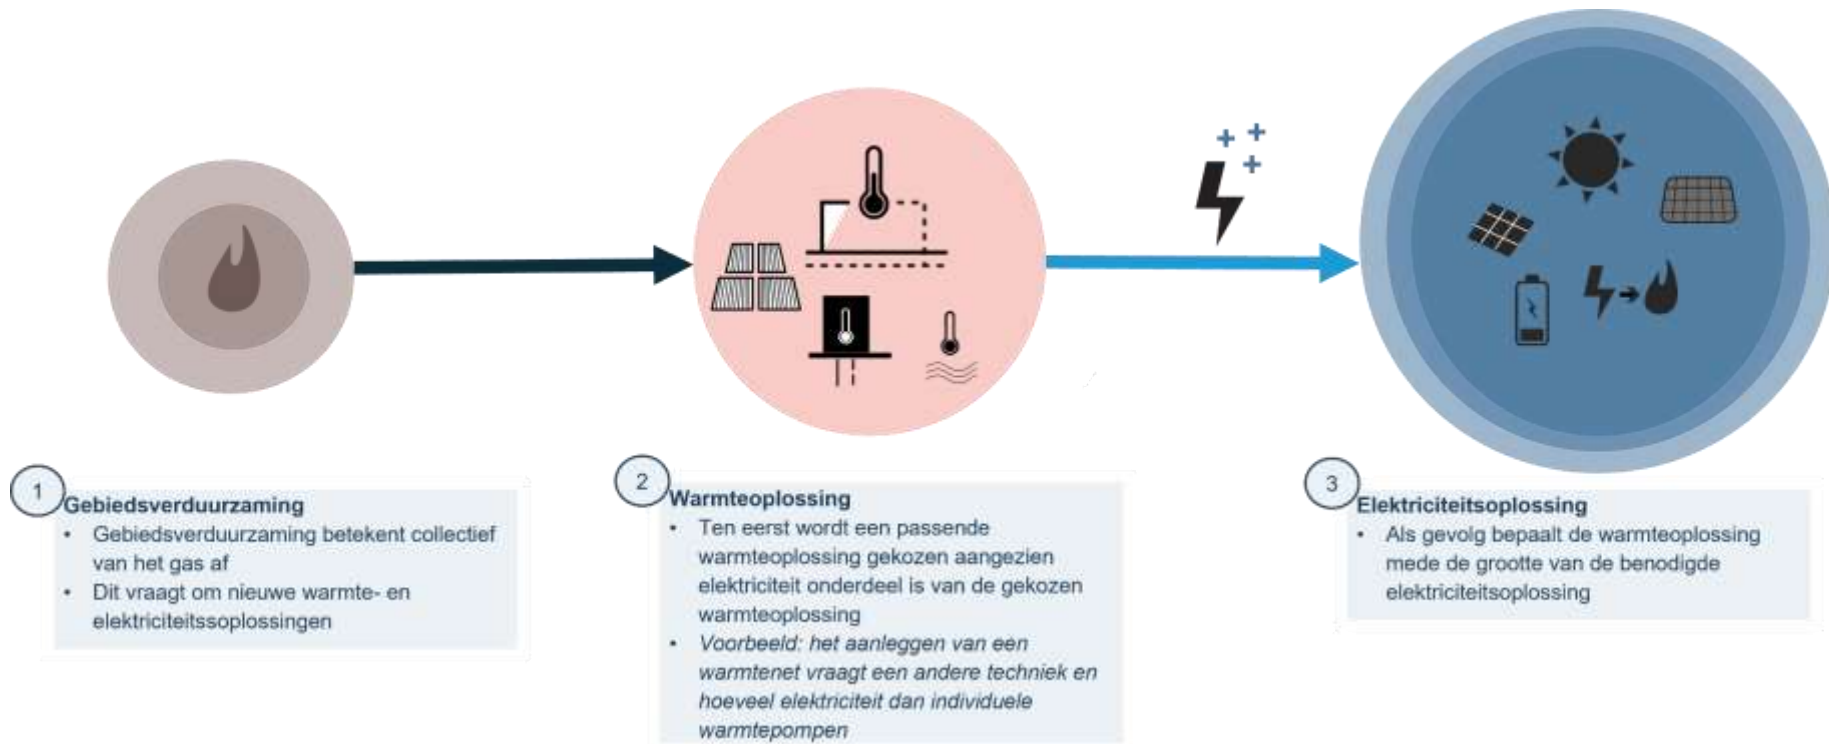 1
Gebiedsverduurzaming
• Gebiedsverduurzaming betekent collectief
van het gas af
• Dit vraagt om nieuwe warmte- en
elektriciteitssoplossingen
2
Warmteoplossing
• Ten eerst wordt een passende
warmteoplossing gekozen aangezien
elektriciteit onderdeel is van de gekozen
warmteoplossing
• Voorbeeld: het aanleggen van een
warmtenet vraagt een andere techniek en
hoeveel elektriciteit dan individuele
warmtepompen
3
Elektriciteitsoplossing
• Als gevolg bepaalt de warmteoplossing
mede de grootte van de benodigde
elektriciteitsoplossing